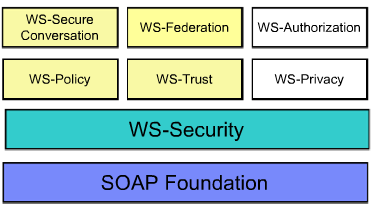 WS-Secure
Conversation
WS-Federation
WS-Authorization
WS-Policy
WS-Trust
WS-Privacy
WS-Security
SOAP Foundation